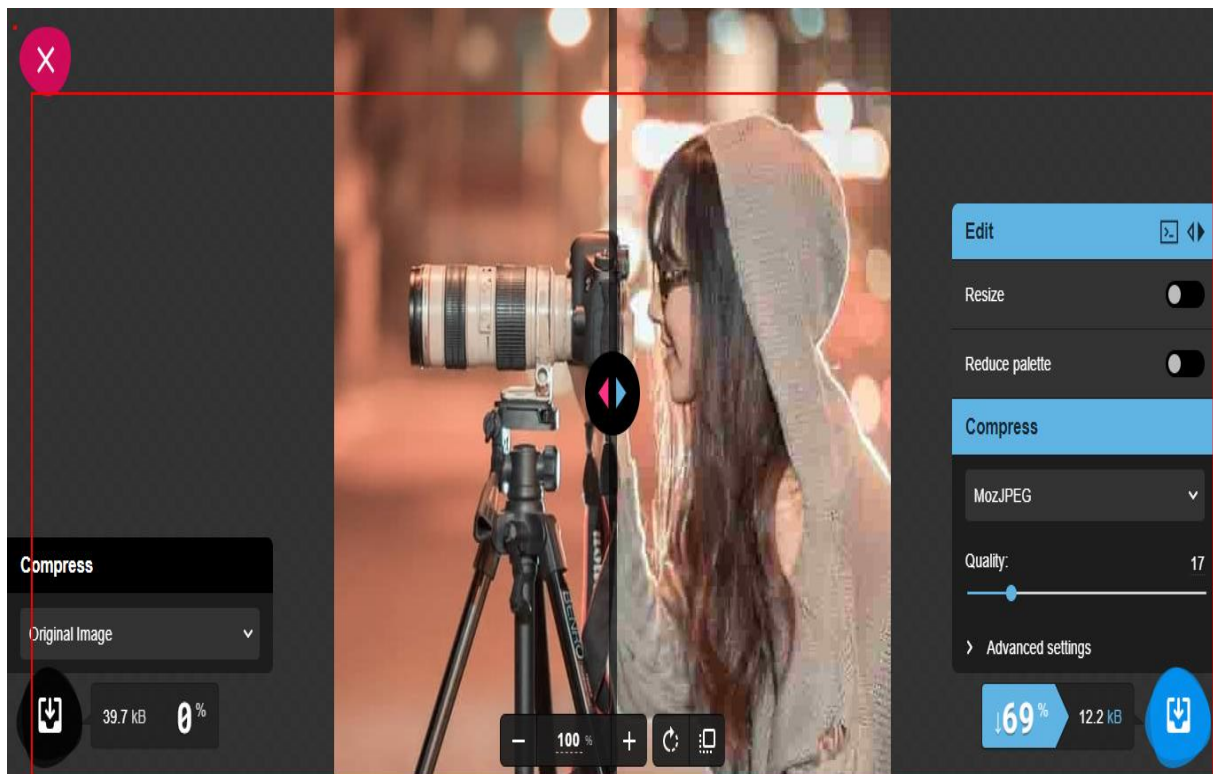 X
Edit
Resize
Reduce palette
Compress
MozJPEG
Quality: 17
Advanced settings
↓69 % 12.2 kB
Compress
Original Image
39.7 kB 0 %
− 100 % +
BENRO